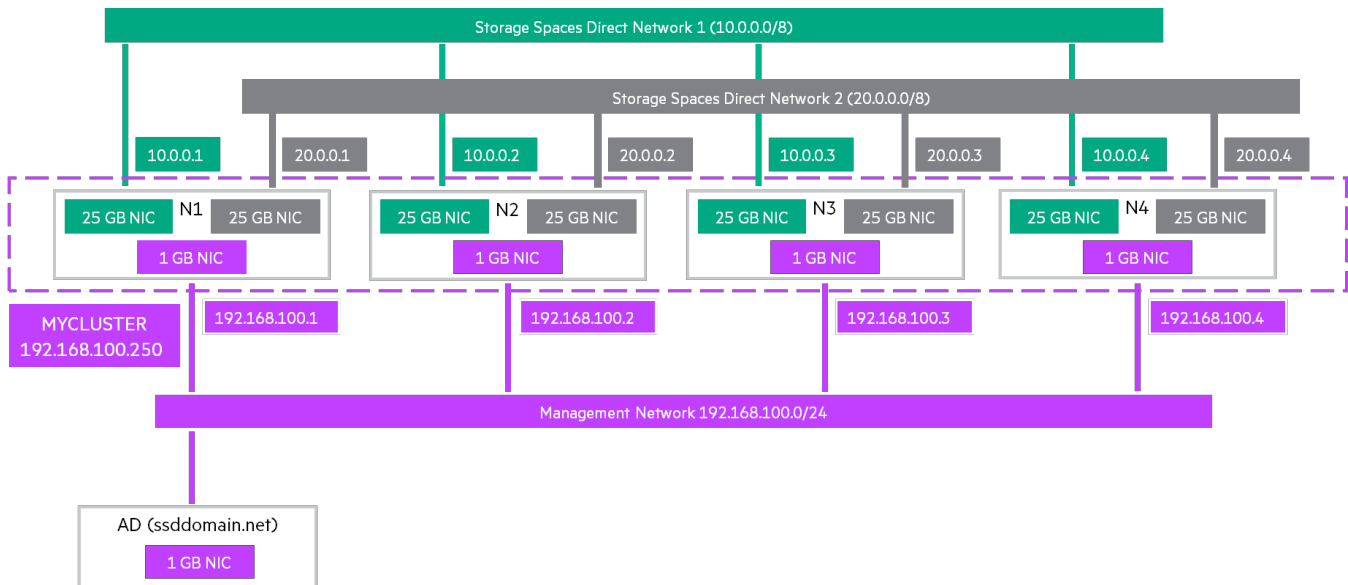 Storage Spaces Direct Network 1 (10.0.0.0/8)
Storage Spaces Direct Network 2 (20.0.0.0/8)
10.0.0.1
20.0.0.1
10.0.0.2
20.0.0.2
10.0.0.3
20.0.0.3
10.0.0.4
20.0.0.4
25 GB NIC
N1
25 GB NIC
1 GB NIC
25 GB NIC
N2
25 GB NIC
1 GB NIC
25 GB NIC
N3
25 GB NIC
1 GB NIC
25 GB NIC
N4
25 GB NIC
1 GB NIC
MYCLUSTER
192.168.100.250
192.168.100.1
192.168.100.2
192.168.100.3
192.168.100.4
Management Network 192.168.100.0/24
AD (ssddomain.net)
1 GB NIC